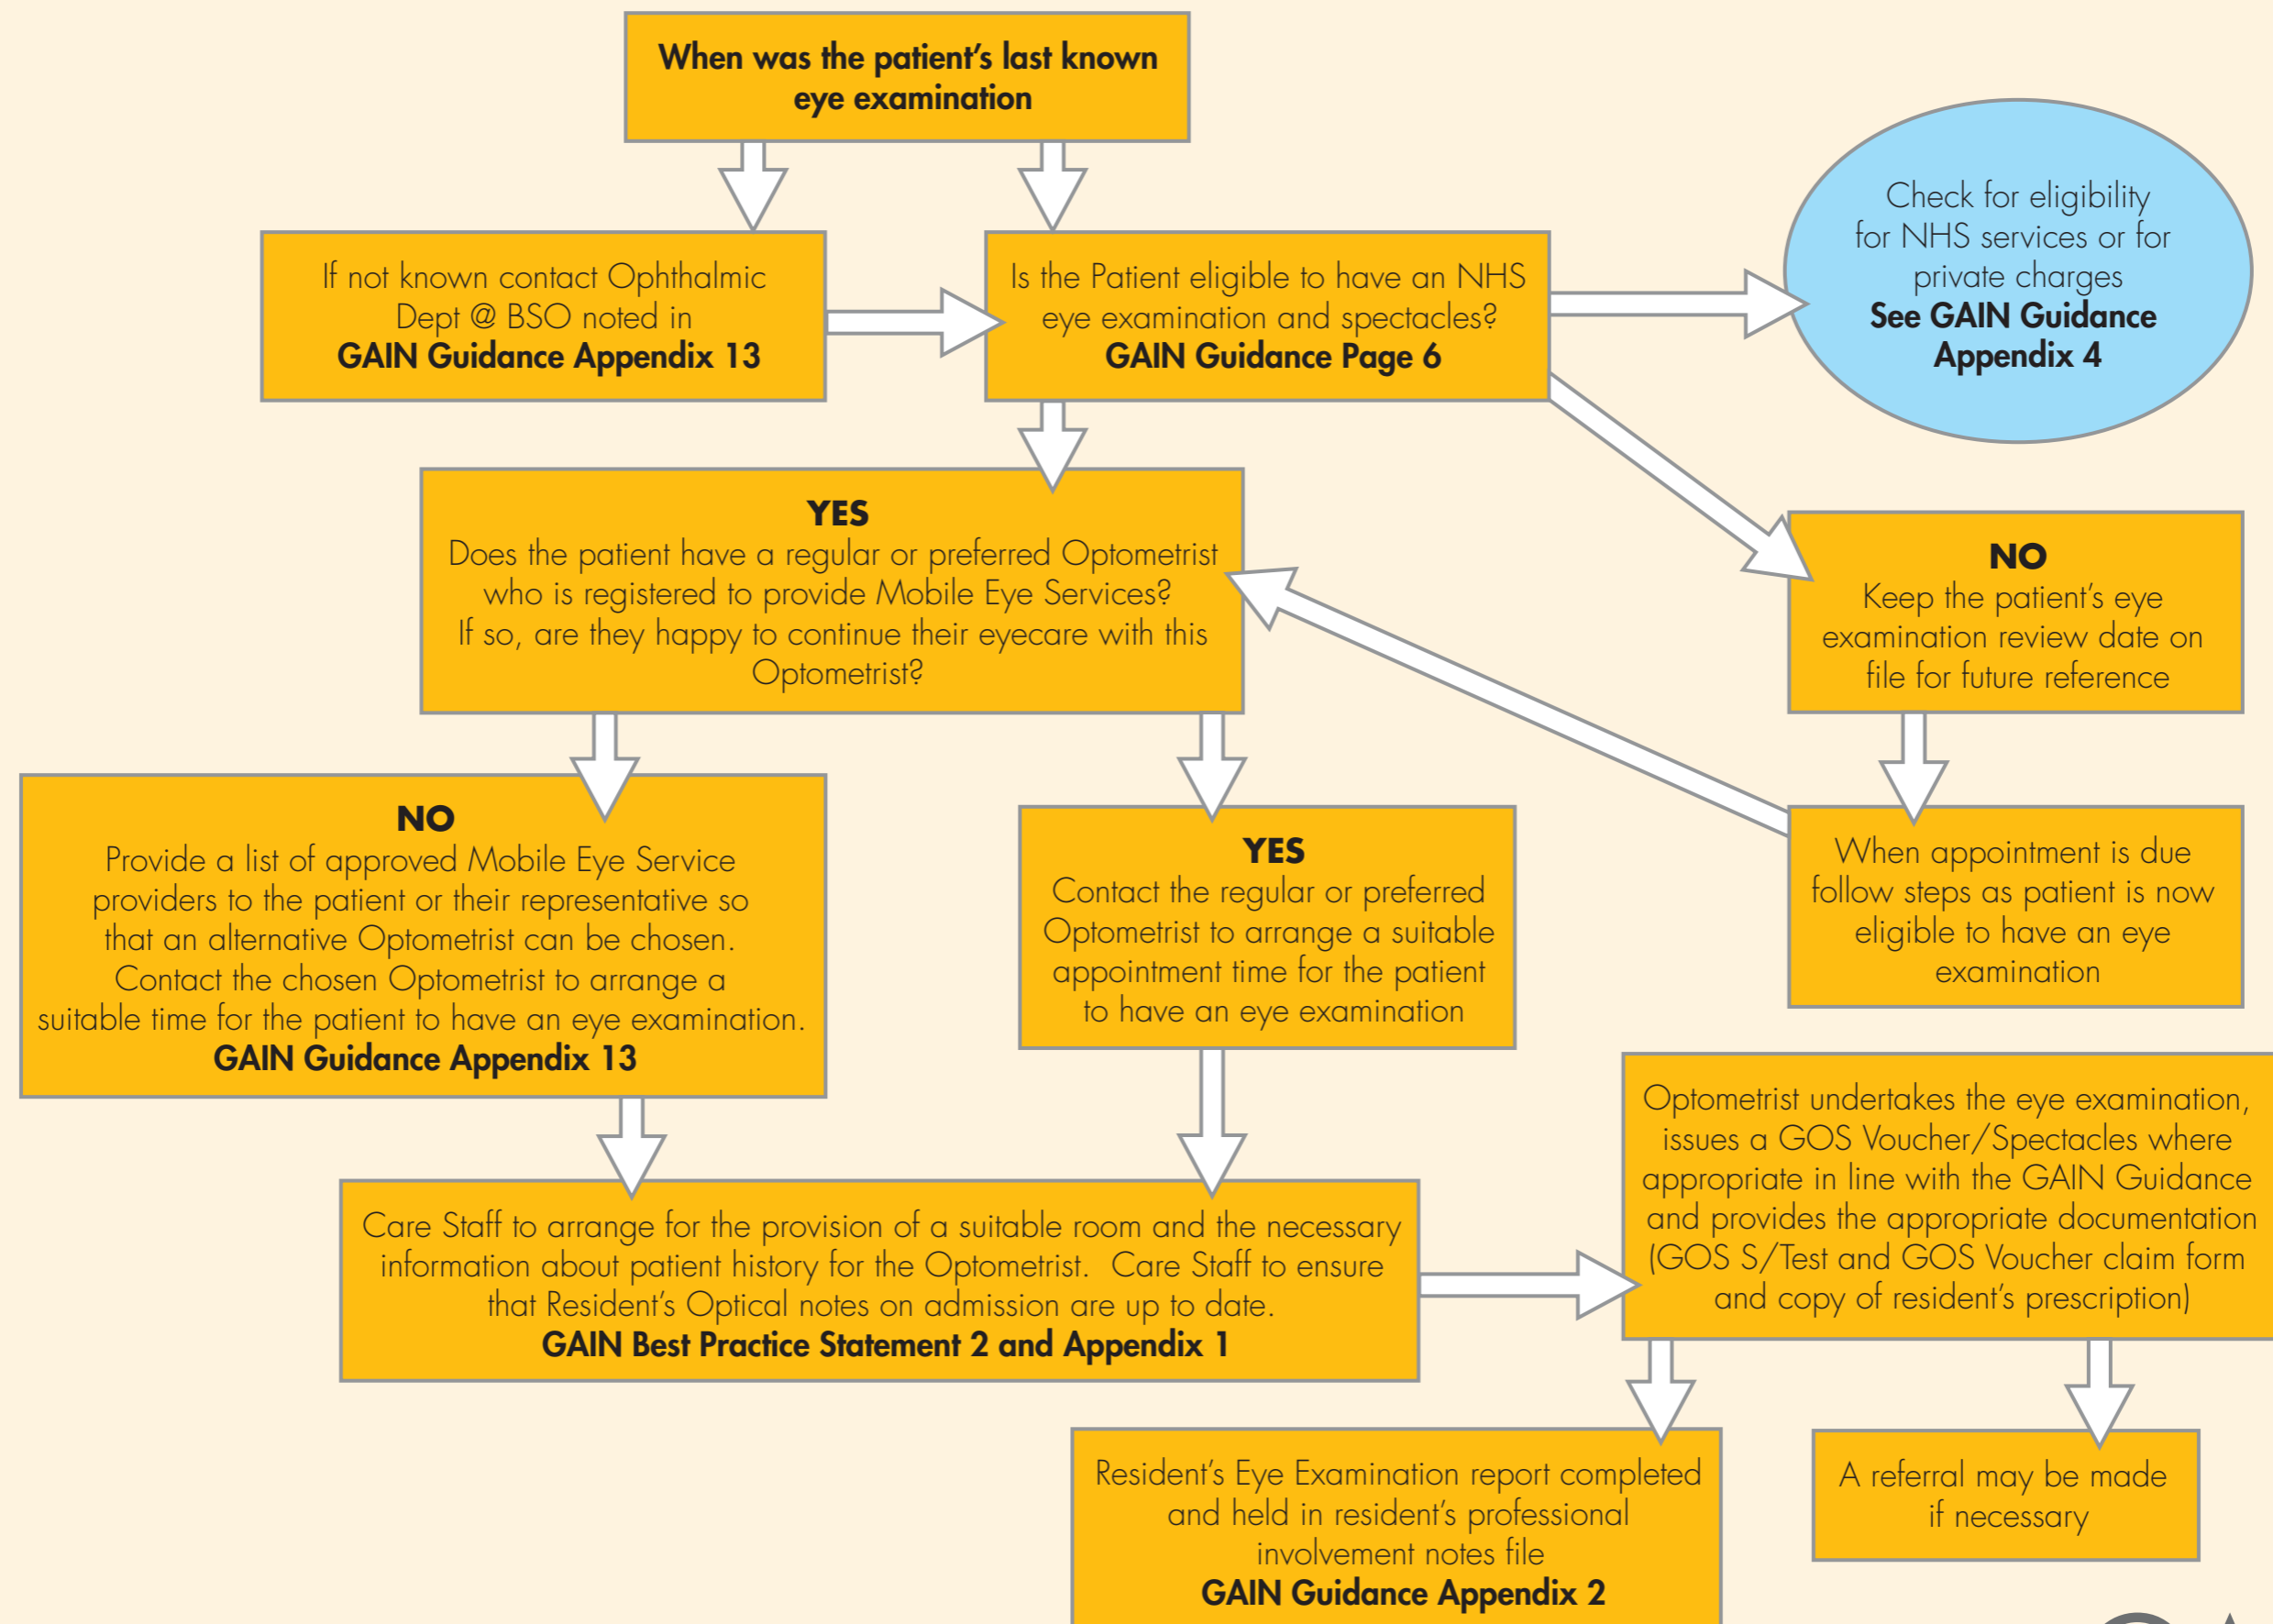 When was the patient's last known
eye examination
If not known contact Ophthalmic
Dept @ BSO noted in
GAIN Guidance Appendix 13
Is the Patient eligible to have an NHS
eye examination and spectacles?
GAIN Guidance Page 6
Check for eligibility
for NHS services or for
private charges
See GAIN Guidance
Appendix 4
YES
Does the patient have a regular or preferred Optometrist
who is registered to provide Mobile Eye Services?
If so, are they happy to continue their eyecare with this
Optometrist?
NO
Keep the patient's eye
examination review date on
file for future reference
NO
Provide a list of approved Mobile Eye Service
providers to the patient or their representative so
that an alternative Optometrist can be chosen.
Contact the chosen Optometrist to arrange a
suitable time for the patient to have an eye examination.
GAIN Guidance Appendix 13
YES
Contact the regular or preferred
Optometrist to arrange a suitable
appointment time for the patient
to have an eye examination
When appointment is due
follow steps as patient is now
eligible to have an eye
examination
Care Staff to arrange for the provision of a suitable room and the necessary
information about patient history for the Optometrist. Care Staff to ensure
that Resident's Optical notes on admission are up to date.
GAIN Best Practice Statement 2 and Appendix 1
Optometrist undertakes the eye examination,
issues a GOS Voucher/Spectacles where
appropriate in line with the GAIN Guidance
and provides the appropriate documentation
(GOS S/Test and GOS Voucher claim form
and copy of resident's prescription)
Resident's Eye Examination report completed
and held in resident's professional
involvement notes file
GAIN Guidance Appendix 2
A referral may be made
if necessary